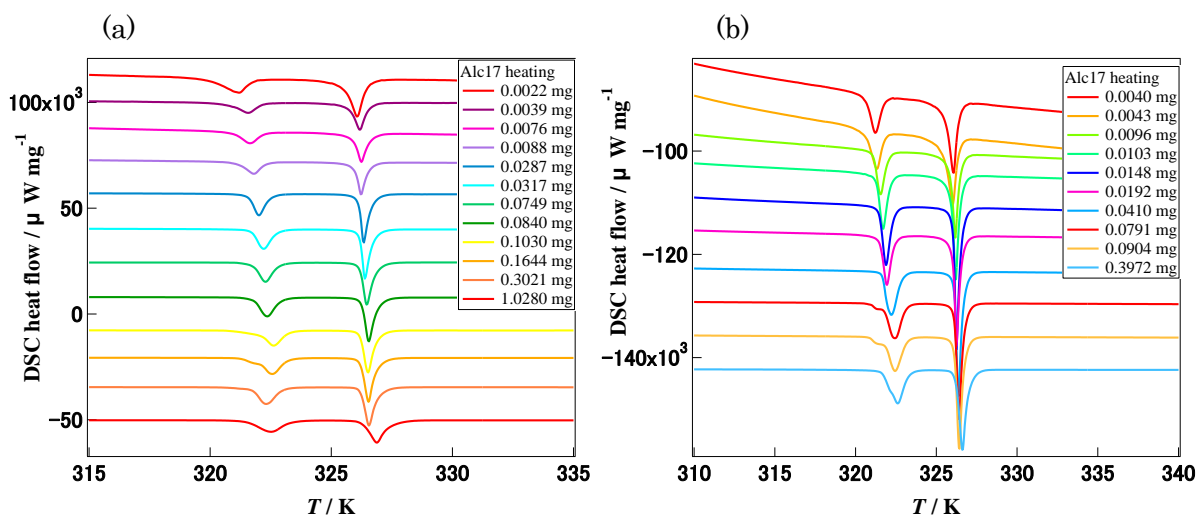 (a)
DSC heat flow / μ W mg⁻¹
100x10³
50
0
−50
315
320
325
330
335
T / K
Alc17 heating
0.0022 mg
0.0039 mg
0.0076 mg
0.0088 mg
0.0287 mg
0.0317 mg
0.0749 mg
0.0840 mg
0.1030 mg
0.1644 mg
0.3021 mg
1.0280 mg
(b)
DSC heat flow / μ W mg⁻¹
−100
−120
−140x10³
310
315
320
325
330
335
340
T / K
Alc17 heating
0.0040 mg
0.0043 mg
0.0096 mg
0.0103 mg
0.0148 mg
0.0192 mg
0.0410 mg
0.0791 mg
0.0904 mg
0.3972 mg